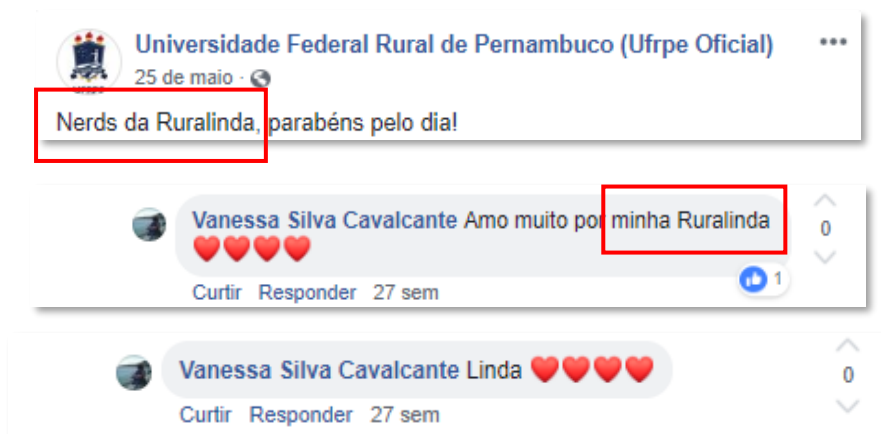 Universidade Federal Rural de Pernambuco (Ufrpe Oficial)
25 de maio ·
Nerds da Ruralinda, parabéns pelo dia!
Vanessa Silva Cavalcante Amo muito por minha Ruralinda
0
1
Curtir Responder 27 sem
Vanessa Silva Cavalcante Linda
0
Curtir Responder 27 sem